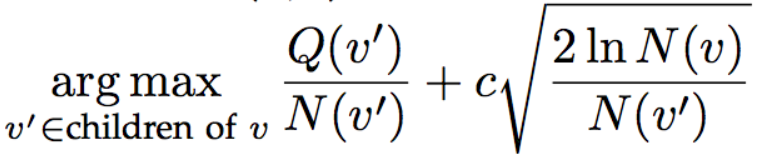 arg max Q(v′)/N(v′) + c√(2 ln N(v)/N(v′))
v′∈children of v